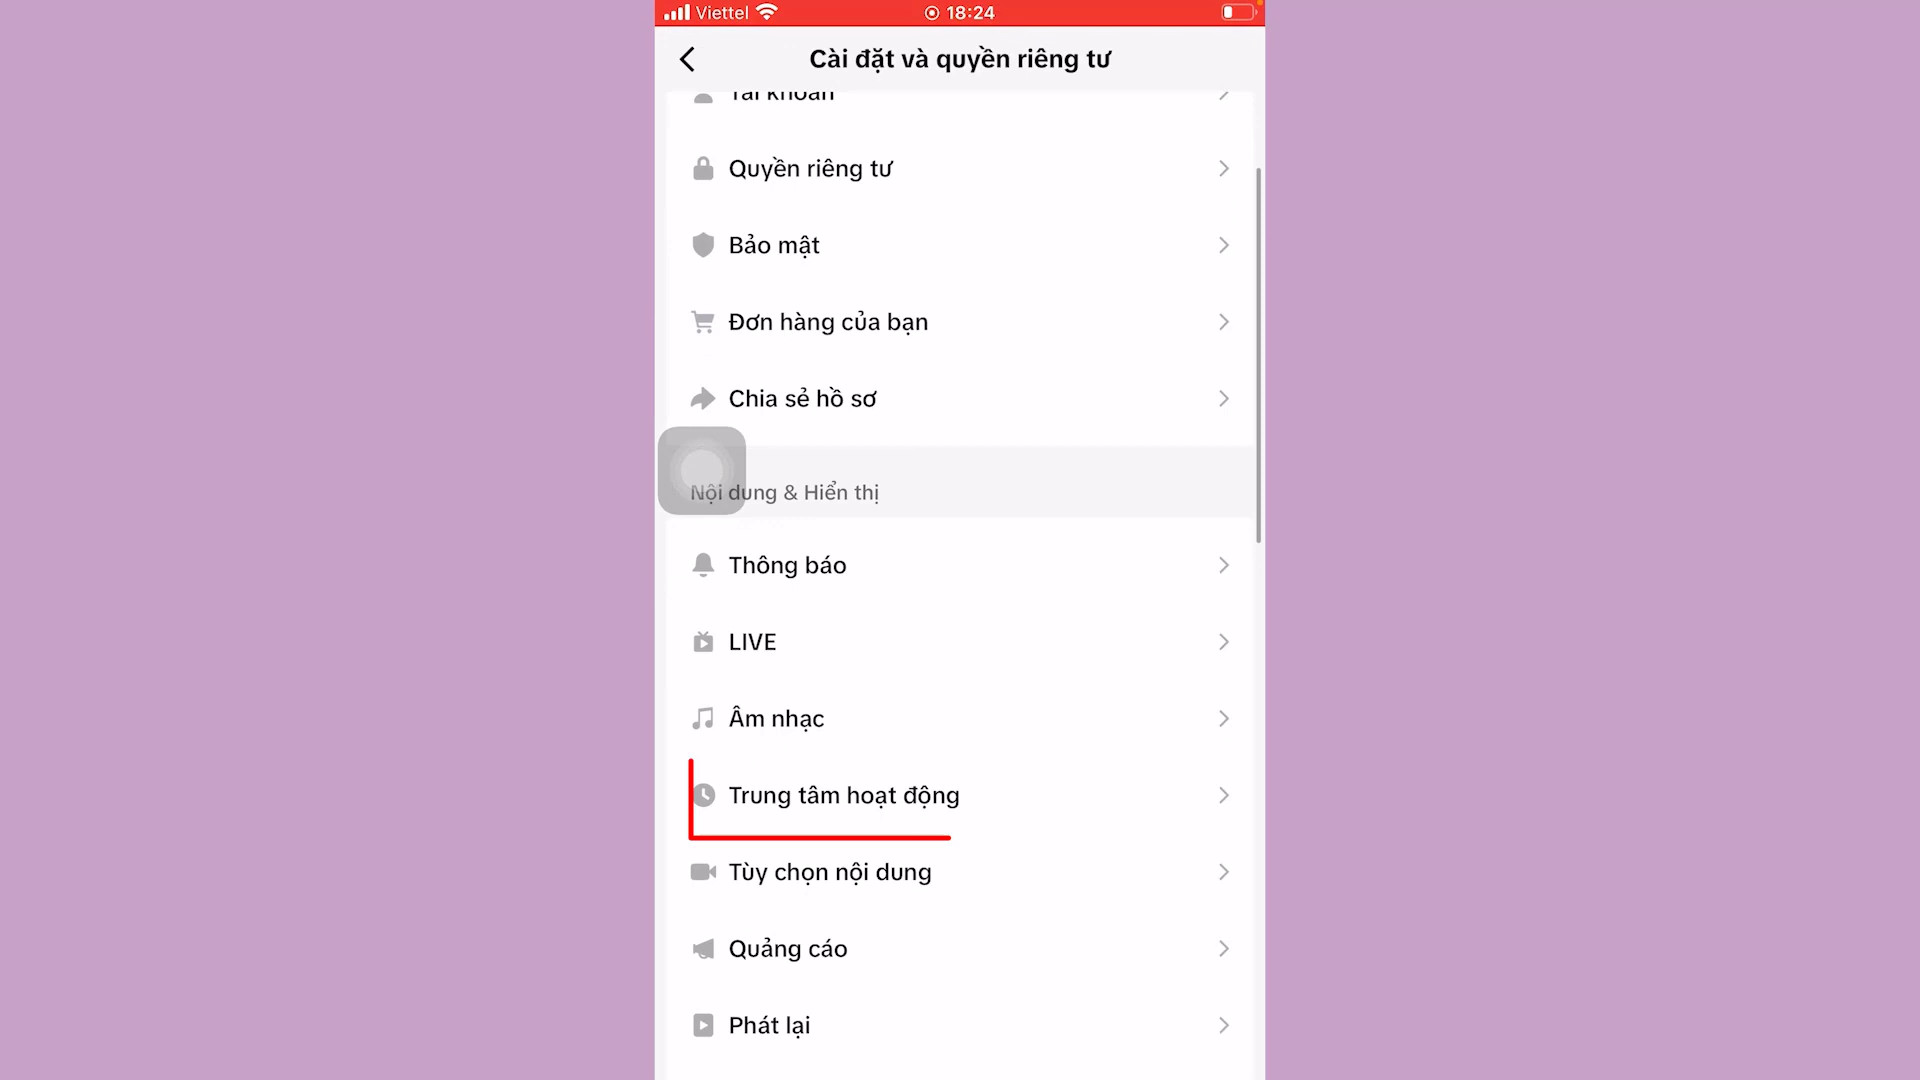 Viettel
18:24
Cài đặt và quyền riêng tư
Tài khoản
Quyền riêng tư
Bảo mật
Đơn hàng của bạn
Chia sẻ hồ sơ
Nội dung & Hiển thị
Thông báo
LIVE
Âm nhạc
Trung tâm hoạt động
Tùy chọn nội dung
Quảng cáo
Phát lại